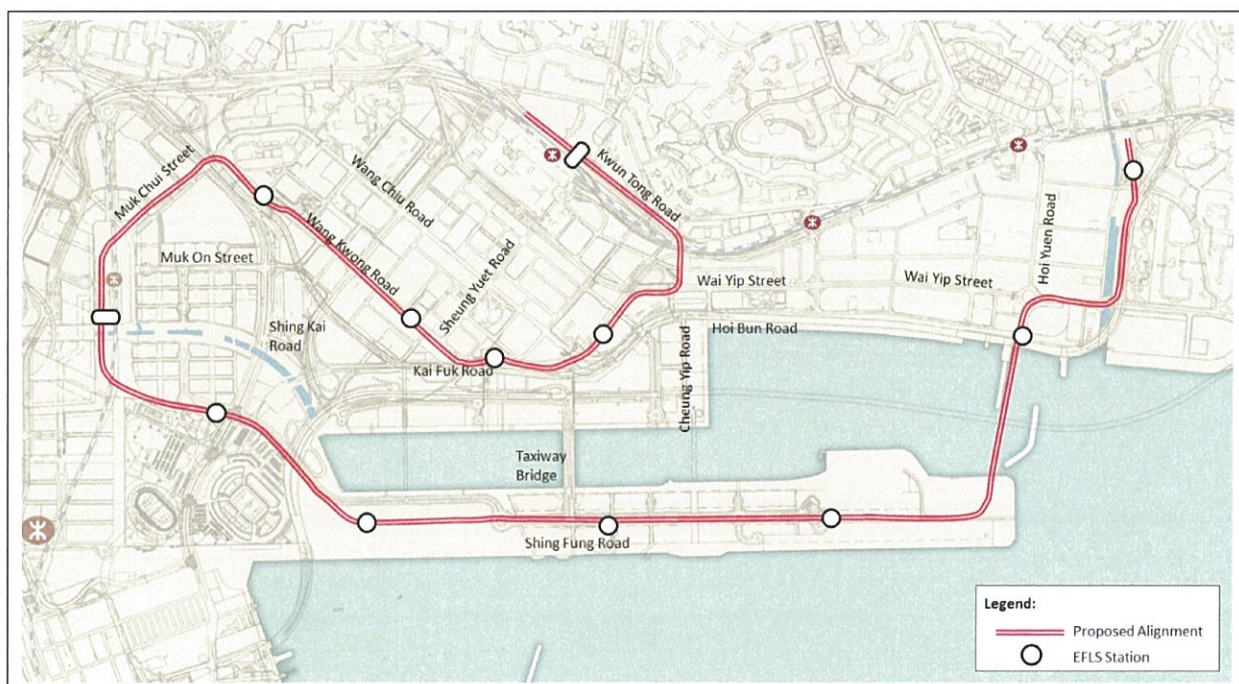 Kwun Tong Road
Muk Chui Street
Wang Chiu Road
Wang Kwong Road
Muk On Street
Sheung Yuet Road
Hoi Yuen Road
Wai Yip Street
Wai Yip Street
Shing Kai
Road
Hoi Bun Road
Kai Fuk Road
Cheung Yip Road
Taxiway
Bridge
Shing Fung Road
Legend:
Proposed Alignment
EFLS Station